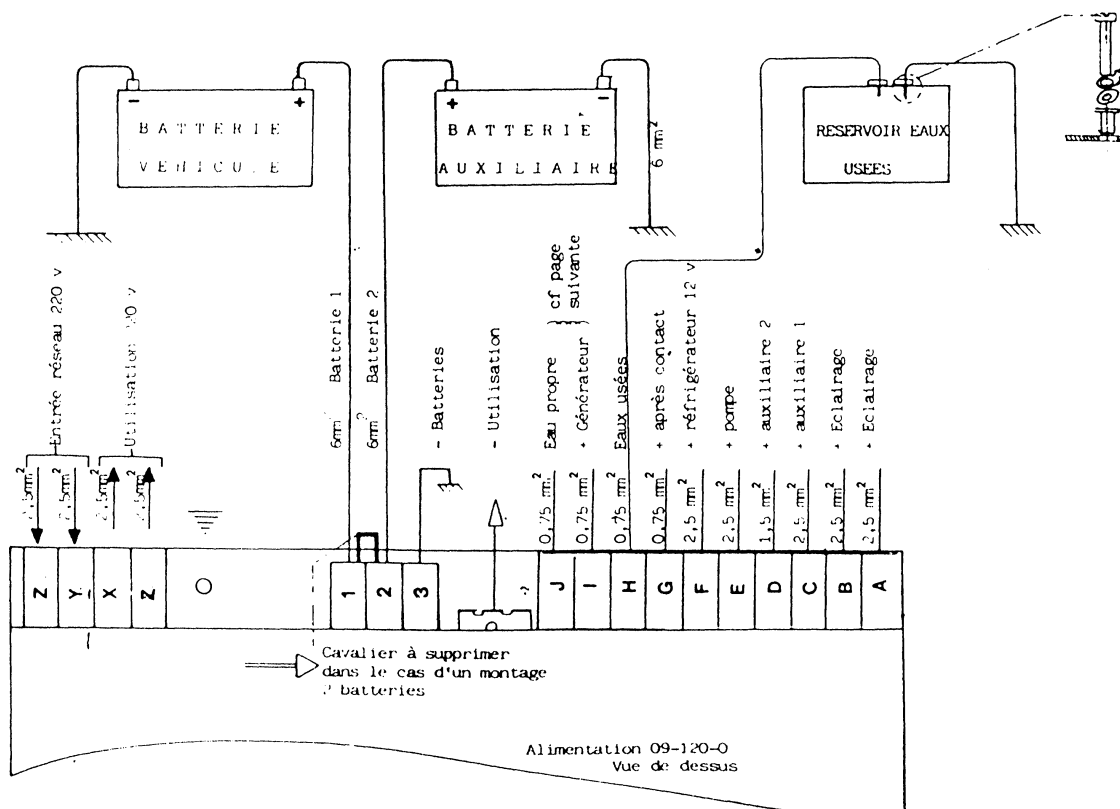 - +
BATTERIE
VEHICULE
+ -
BATTERIE
AUXILIAIRE
6 mm²
RESERVOIR EAUX
USEES
Entrée réseau 220 v
Utilisation
Batterie 1
Batterie 2
- Batteries
- Utilisation
Eau propre
+ Générateur
cf page
suivante
Eaux usées
+ après contact
+ réfrigérateur 12 v
+ pompe
+ auxiliaire 2
+ auxiliaire 1
+ Eclairage
+ Eclairage
2,5mm²
2,5mm²
2,5mm²
2,5mm²
6mm²
6mm²
0,75 mm²
0,75 mm²
0,75 mm²
0,75 mm²
2,5 mm²
2,5 mm²
1,5 mm²
2,5 mm²
2,5 mm²
2,5 mm²
Z Y X Z 1 2 3 J I H G F E D C B A
Cavalier à supprimer
dans le cas d'un montage
batteries
Alimentation 09-120-0
Vue de dessus